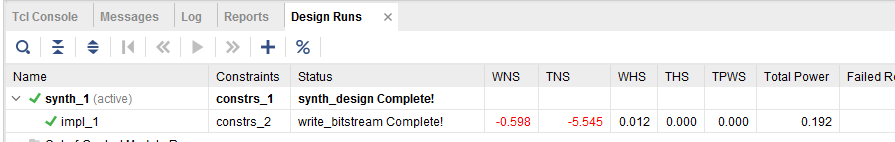 Tcl Console Messages Log Reports Design Runs
Name Constraints Status WNS TNS WHS THS TPWS Total Power Failed Ro
synth_1 (active) constrs_1 synth_design Complete!
impl_1 constrs_2 write_bitstream Complete! -0.598 -5.545 0.012 0.000 0.000 0.192